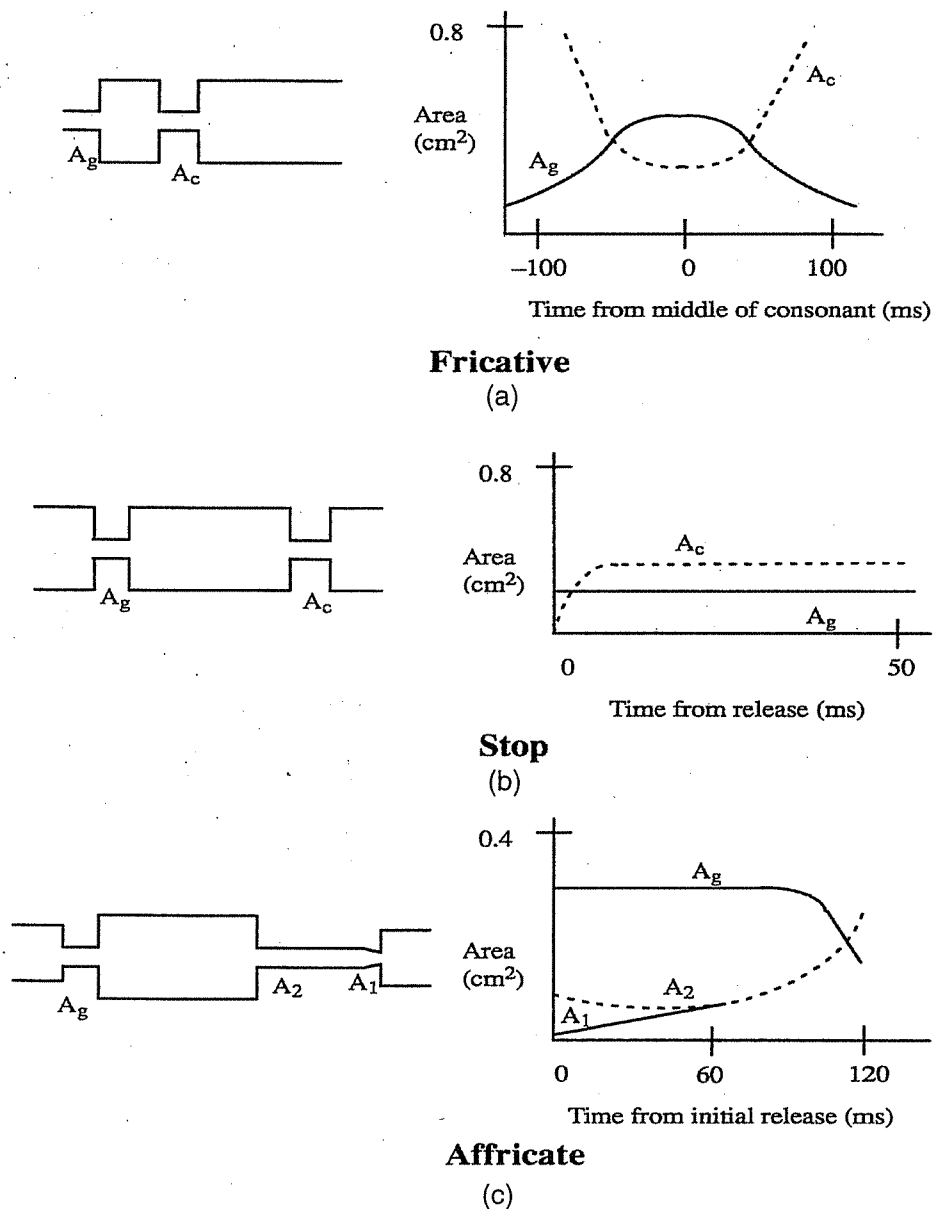 0.8
Area
(cm²)
A_c
A_g
A_g
A_c
–100
0
100
Time from middle of consonant (ms)
Fricative
(a)
0.8
Area
(cm²)
A_c
A_g
A_g
A_c
0
50
Time from release (ms)
Stop
(b)
0.4
Area
(cm²)
A_g
A_2
A_1
A_g
A_2
A_1
0
60
120
Time from initial release (ms)
Affricate
(c)